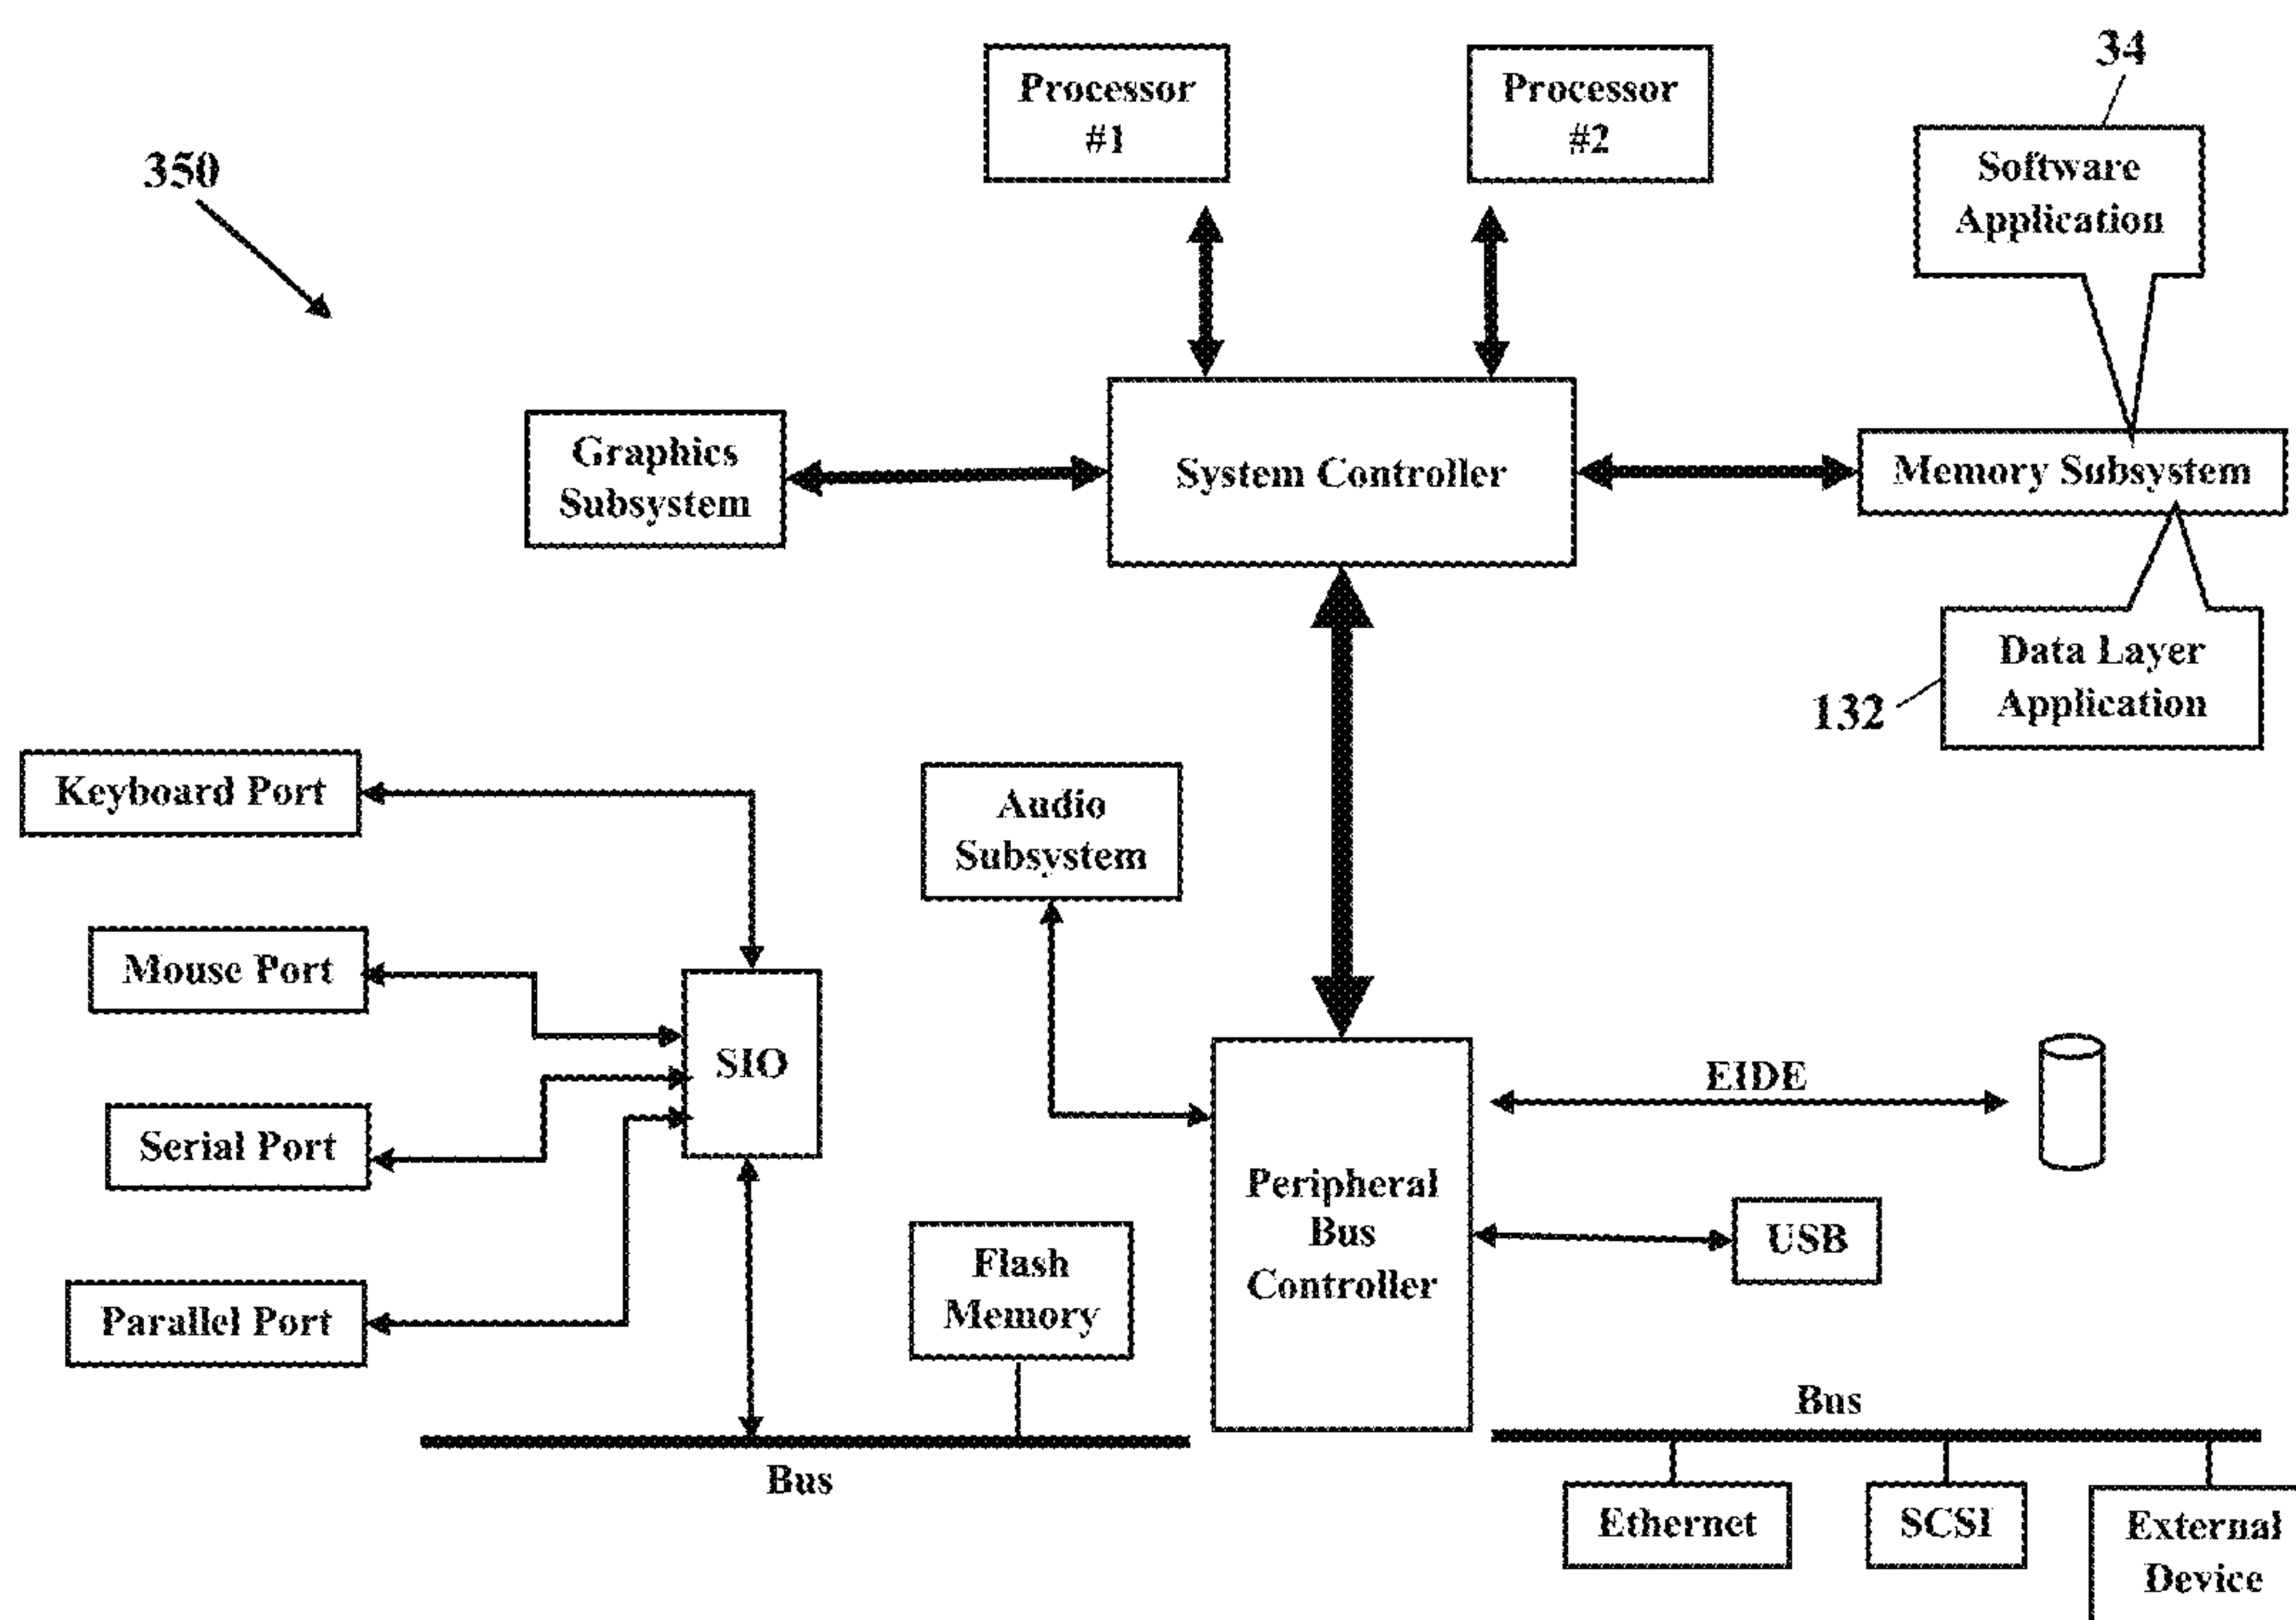 34
Processor
#1
Processor
#2
Software
Application
350
Graphics
Subsystem
System Controller
Memory Subsystem
Data Layer
Application
132
Keyboard Port
Audio
Subsystem
Mouse Port
SIO
EIDE
Serial Port
Peripheral
Bus
Controller
USB
Flash
Memory
Parallel Port
Bus
Bus
Ethernet
SCSI
External
Device